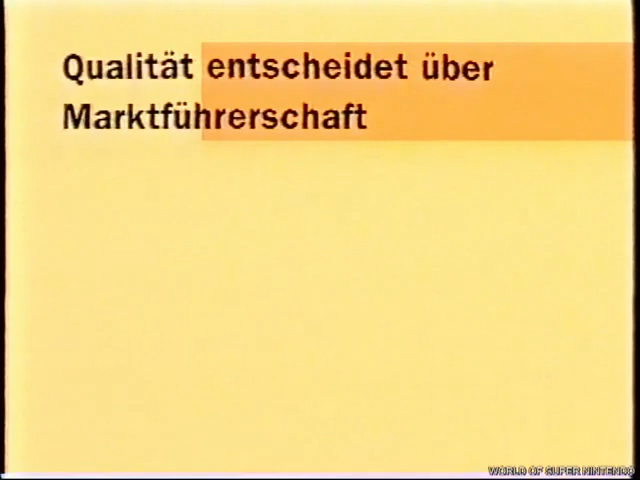 Qualität entscheidet über
Marktführerschaft
WORLD OF SUPER NINTENDO